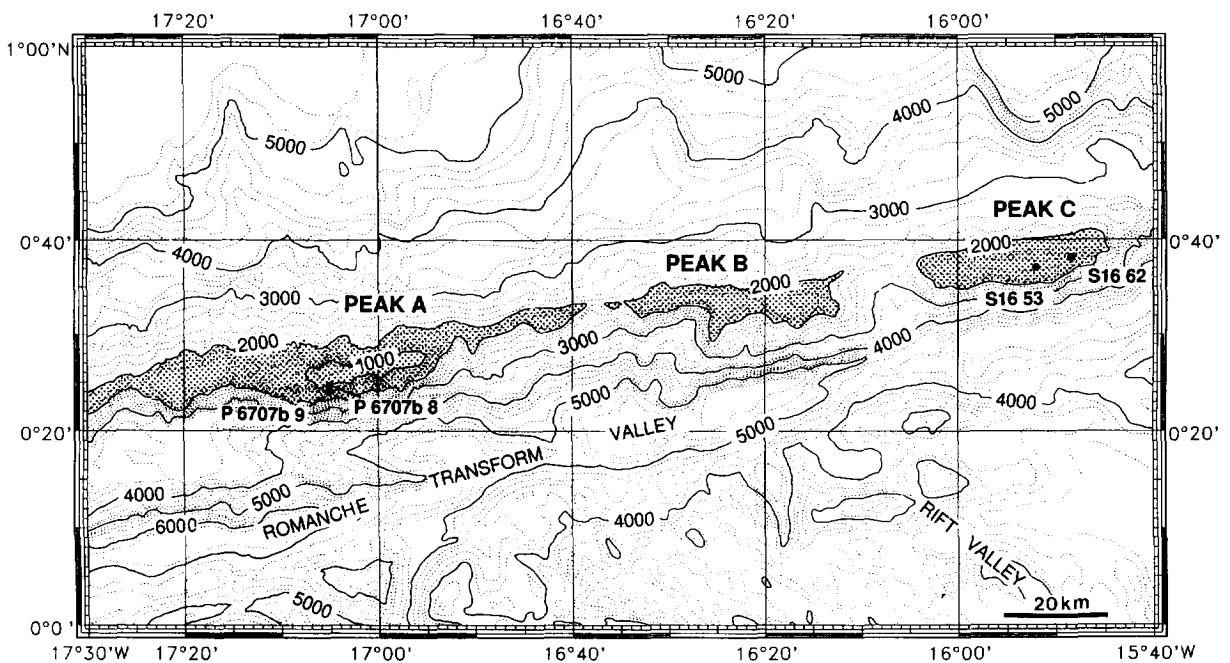 17°20' 17°00' 16°40' 16°20' 16°00'
1°00'N
5000
5000
4000
5000
3000
PEAK C
0°40'
4000
2000
0°40'
PEAK B
S16 62
3000
PEAK A
2000
S16 53
2000
3000
4000
1000
P 6707b 9
P 6707b 8
5000
4000
0°20'
VALLEY
5000
0°20'
TRANSFORM
4000
5000
6000
ROMANCHE
4000
RIFT
VALLEY
5000
20 km
0°0'
17°30'W 17°20' 17°00' 16°40' 16°20' 16°00' 15°40'W